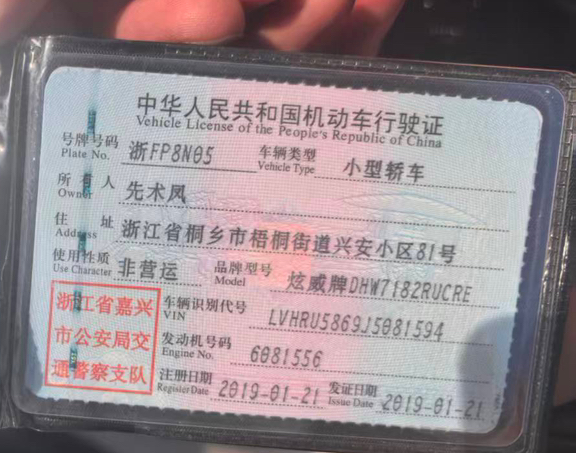 中华人民共和国机动车行驶证
Vehicle License of the People's Republic of China
号牌号码 浙FP8N05 车辆类型 小型轿车
Plate No. Vehicle Type
所有人 先术凤
Owner
住址 浙江省桐乡市梧桐街道兴安小区81号
Address
使用性质 非营运 品牌型号 炫威牌DHW7182RUCRE
Use Character Model
浙江省嘉兴
市公安局交
通警察支队
车辆识别代号 LVHRU5869J5081594
VIN
发动机号码 6081556
Engine No.
注册日期 2019-01-21 发证日期 2019-01-21
Register Date Issue Date